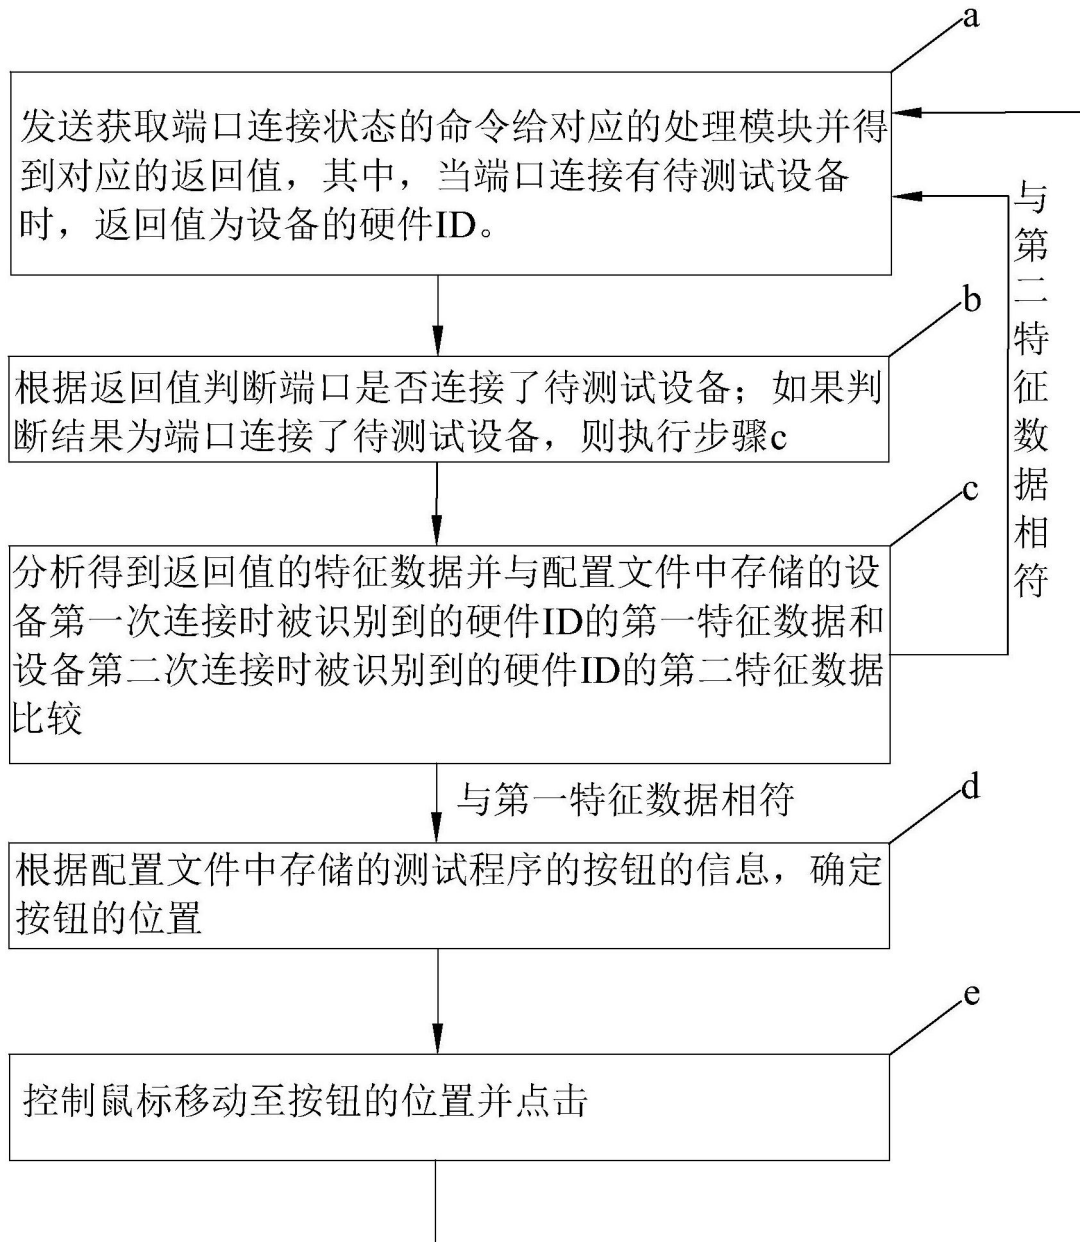 a
发送获取端口连接状态的命令给对应的处理模块并得
到对应的返回值，其中，当端口连接有待测试设备
时，返回值为设备的硬件ID。
b
根据返回值判断端口是否连接了待测试设备；如果判
断结果为端口连接了待测试设备，则执行步骤c
c
分析得到返回值的特征数据并与配置文件中存储的设
备第一次连接时被识别到的硬件ID的第一特征数据和
设备第二次连接时被识别到的硬件ID的第二特征数据
比较
与第二特征数据相符
与第一特征数据相符
d
根据配置文件中存储的测试程序的按钮的信息，确定
按钮的位置
e
控制鼠标移动至按钮的位置并点击